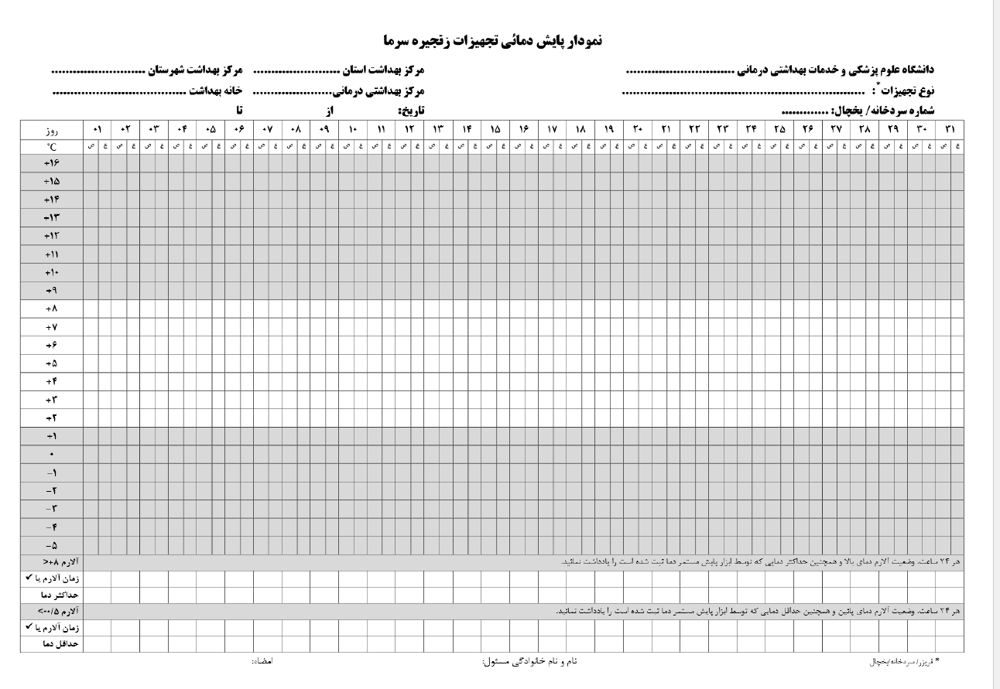 نمودار پایش دمائی تجهیزات زنجیره سرما
دانشگاه علوم پزشکی و خدمات بهداشتی درمانی .............................. مرکز بهداشت استان ........................ مرکز بهداشت شهرستان ..........................
نوع تجهیزات*: ................................................................... مرکز بهداشتی درمانی...................... خانه بهداشت .....................................
شماره سردخانه/ یخچال: ............. تاریخ: از تا
روز ۰۱ ۰۲ ۰۳ ۰۴ ۰۵ ۰۶ ۰۷ ۰۸ ۰۹ ۱۰ ۱۱ ۱۲ ۱۳ ۱۴ ۱۵ ۱۶ ۱۷ ۱۸ ۱۹ ۲۰ ۲۱ ۲۲ ۲۳ ۲۴ ۲۵ ۲۶ ۲۷ ۲۸ ۲۹ ۳۰ ۳۱
°C ص ع ص ع ص ع ص ع ص ع ص ع ص ع ص ع ص ع ص ع ص ع ص ع ص ع ص ع ص ع ص ع ص ع ص ع ص ع ص ع ص ع ص ع ص ع ص ع ص ع ص ع ص ع ص ع ص ع ص ع ص ع
+۱۶
+۱۵
+۱۴
+۱۳
+۱۲
+۱۱
+۱۰
+۹
+۸
+۷
+۶
+۵
+۴
+۳
+۲
+۱
۰
−۱
−۲
−۳
−۴
−۵
آلارم ۸+< هر ۲۴ ساعت، وضعیت آلارم دمای بالا و همچنین حداکثر دمایی که توسط ابزار پایش مستمر دما ثبت شده است را یادداشت نمائید.
زمان آلارم یا ✓
حداکثر دما
آلارم ۰/۵-> هر ۲۴ ساعت، وضعیت آلارم دمای پائین و همچنین حداقل دمایی که توسط ابزار پایش مستمر دما ثبت شده است را یادداشت نمائید.
زمان آلارم یا ✓
حداقل دما
* فریزر/ سردخانه/یخچال نام و نام خانوادگی مسئول: امضاء: